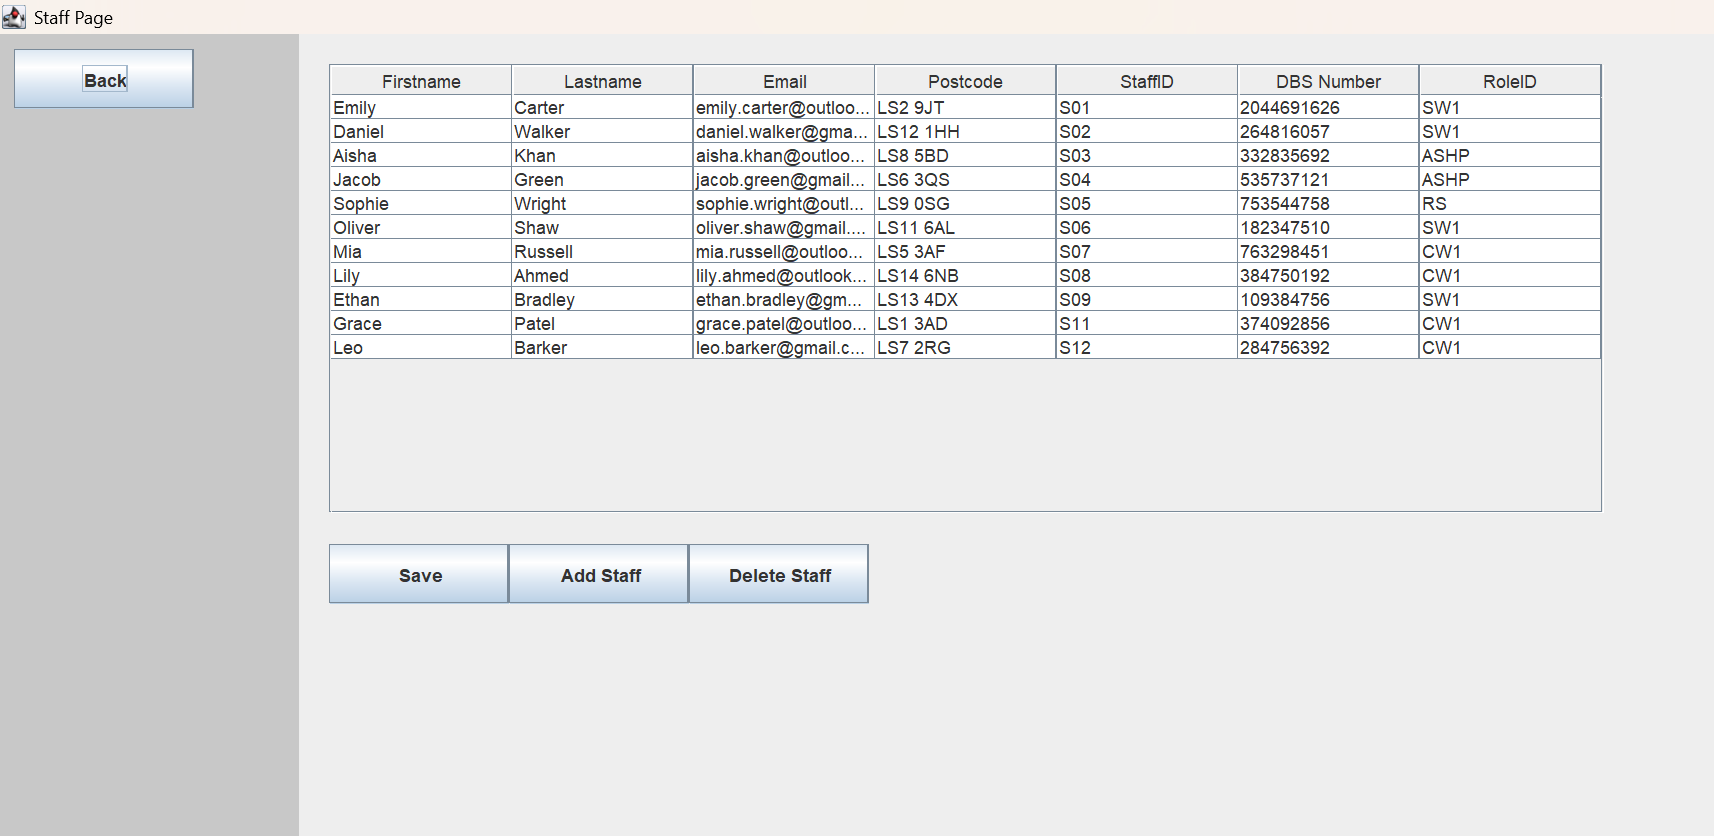 Staff Page
Back
Firstname Lastname Email Postcode StaffID DBS Number RoleID
Emily Carter emily.carter@outloo... LS2 9JT S01 2044691626 SW1
Daniel Walker daniel.walker@gma... LS12 1HH S02 264816057 SW1
Aisha Khan aisha.khan@outloo... LS8 5BD S03 332835692 ASHP
Jacob Green jacob.green@gmail... LS6 3QS S04 535737121 ASHP
Sophie Wright sophie.wright@outl... LS9 0SG S05 753544758 RS
Oliver Shaw oliver.shaw@gmail.... LS11 6AL S06 182347510 SW1
Mia Russell mia.russell@outloo... LS5 3AF S07 763298451 CW1
Lily Ahmed lily.ahmed@outlook... LS14 6NB S08 384750192 CW1
Ethan Bradley ethan.bradley@gm... LS13 4DX S09 109384756 SW1
Grace Patel grace.patel@outloo... LS1 3AD S11 374092856 CW1
Leo Barker leo.barker@gmail.c... LS7 2RG S12 284756392 CW1
Save Add Staff Delete Staff